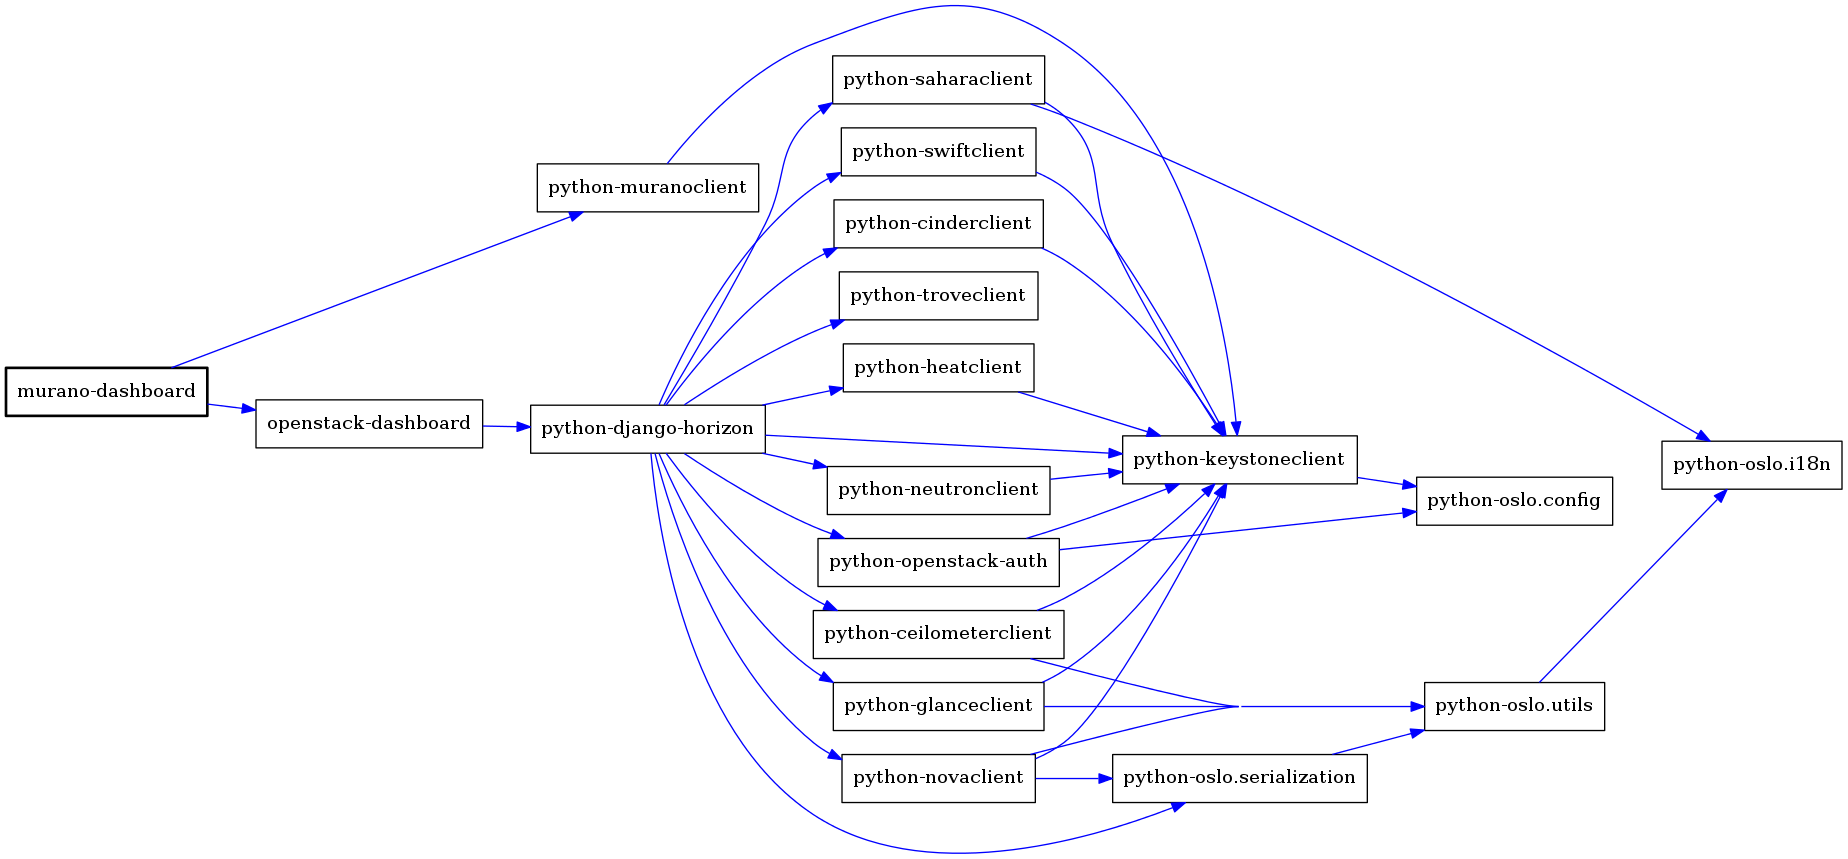 murano-dashboard
openstack-dashboard
python-muranoclient
python-django-horizon
python-saharaclient
python-swiftclient
python-cinderclient
python-troveclient
python-heatclient
python-neutronclient
python-openstack-auth
python-ceilometerclient
python-glanceclient
python-novaclient
python-keystoneclient
python-oslo.serialization
python-oslo.config
python-oslo.utils
python-oslo.i18n